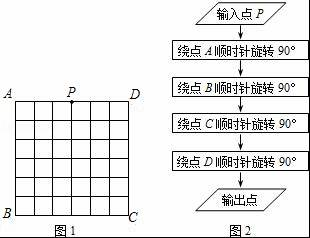 A
P
D
B
C
图1
输入点 P
绕点 A 顺时针旋转 90°
绕点 B 顺时针旋转 90°
绕点 C 顺时针旋转 90°
绕点 D 顺时针旋转 90°
输出点
图2